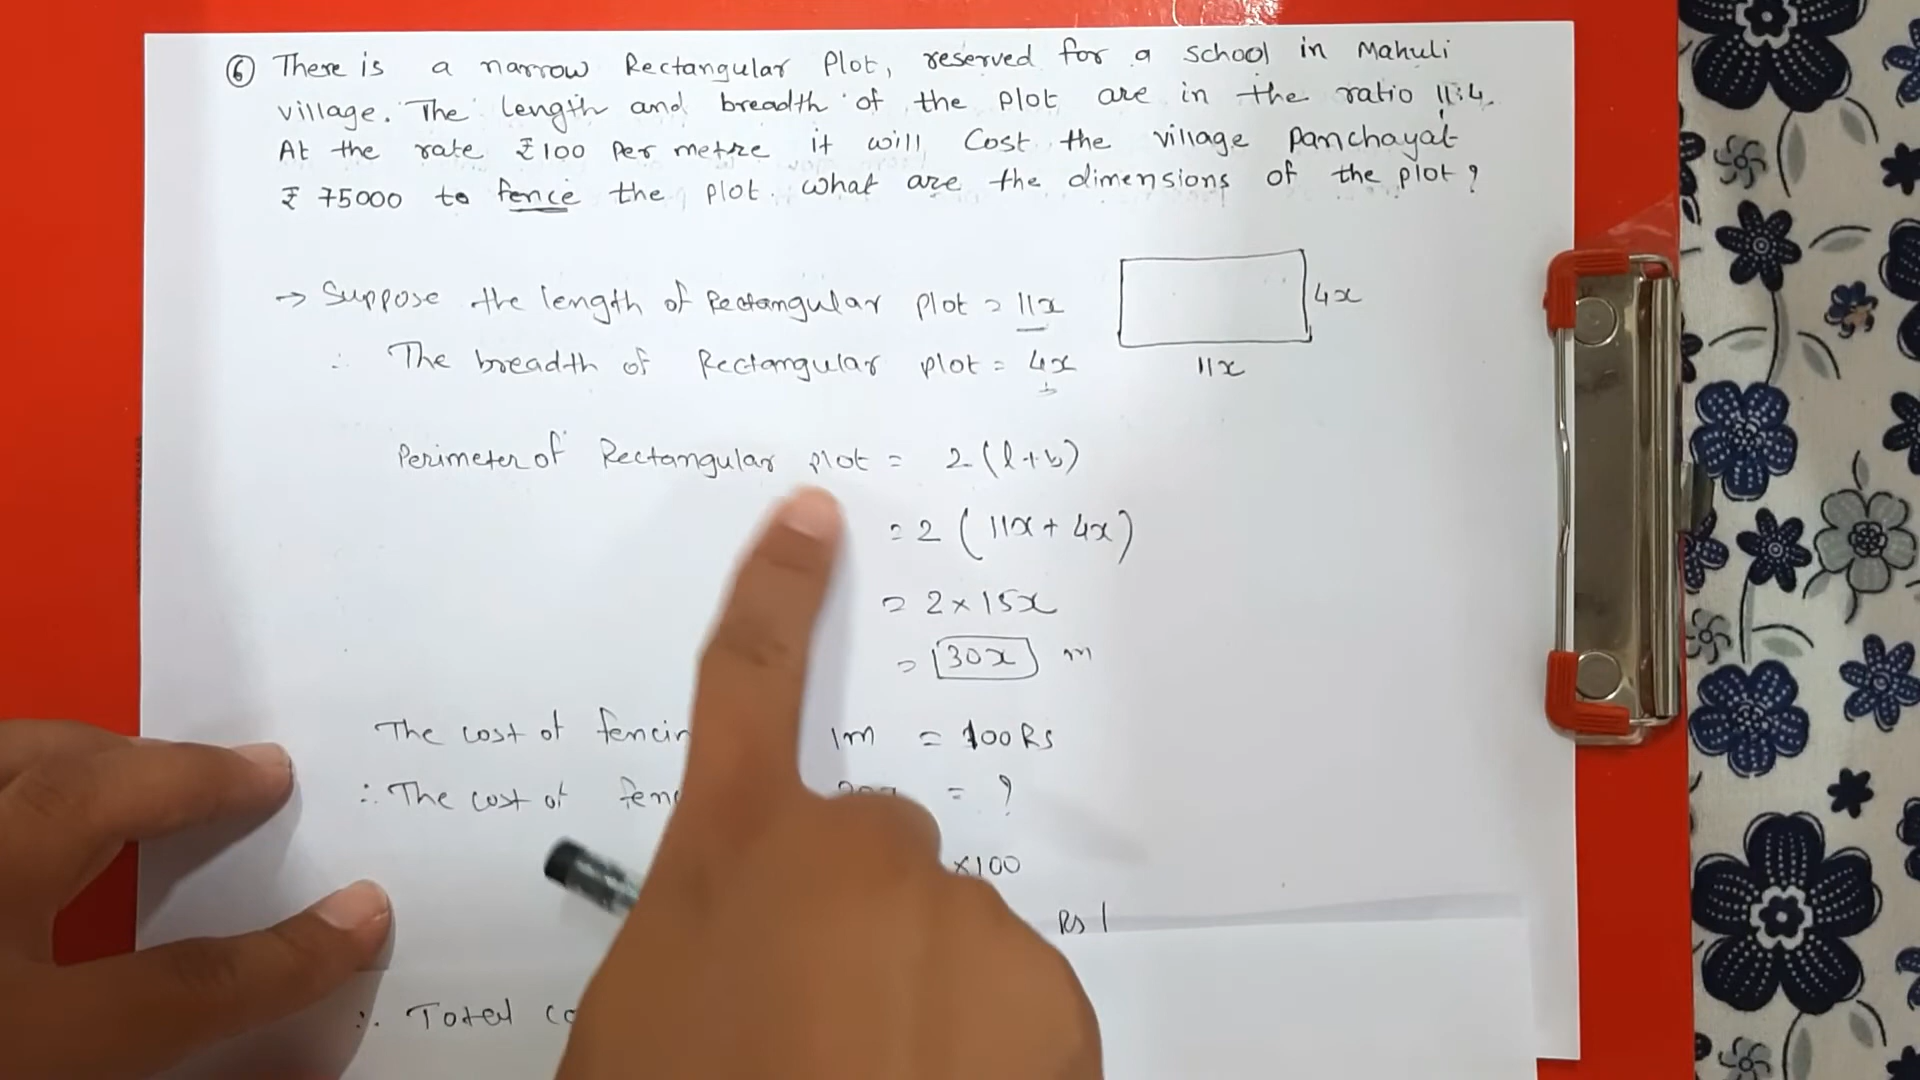 ⑥ There is a narrow Rectangular Plot, reserved for a school in Mahuli
village. The length and breadth of the plot are in the ratio 11:4.
At the rate ₹100 per metre it will cost the village panchayat
₹ 75000 to fence the plot. what are the dimensions of the plot?
→ Suppose the length of Rectangular plot = 11x
∴ The breadth of Rectangular plot = 4x
4x
11x
Perimeter of Rectangular plot = 2(l+b)
= 2 (11x + 4x)
= 2 × 15x
= 30x m
The cost of 1m = 100 Rs
∴ The cost of = ?
×100
Rs
∴ Total